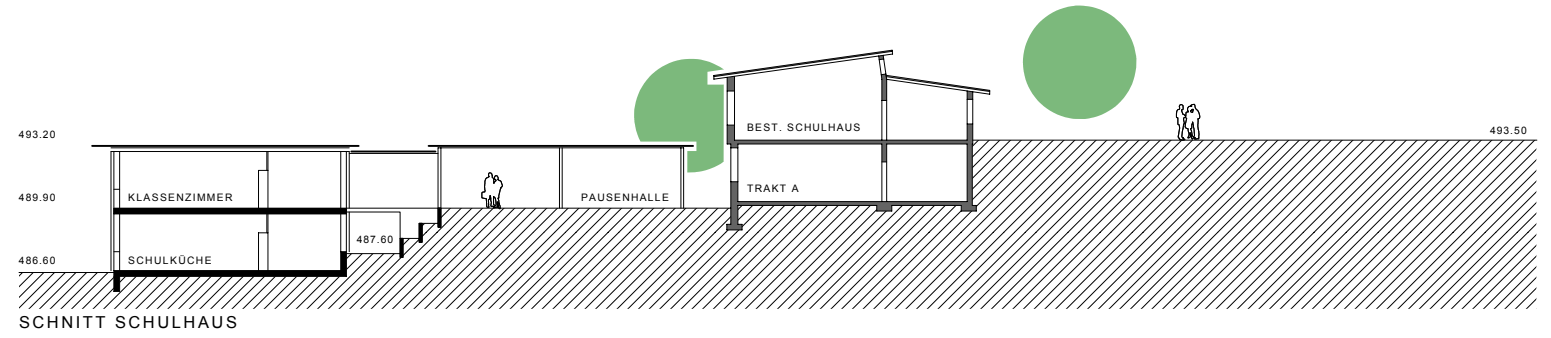 493.20
BEST. SCHULHAUS
493.50
489.90
KLASSENZIMMER
PAUSENHALLE
TRAKT A
487.60
486.60
SCHULKÜCHE
SCHNITT SCHULHAUS